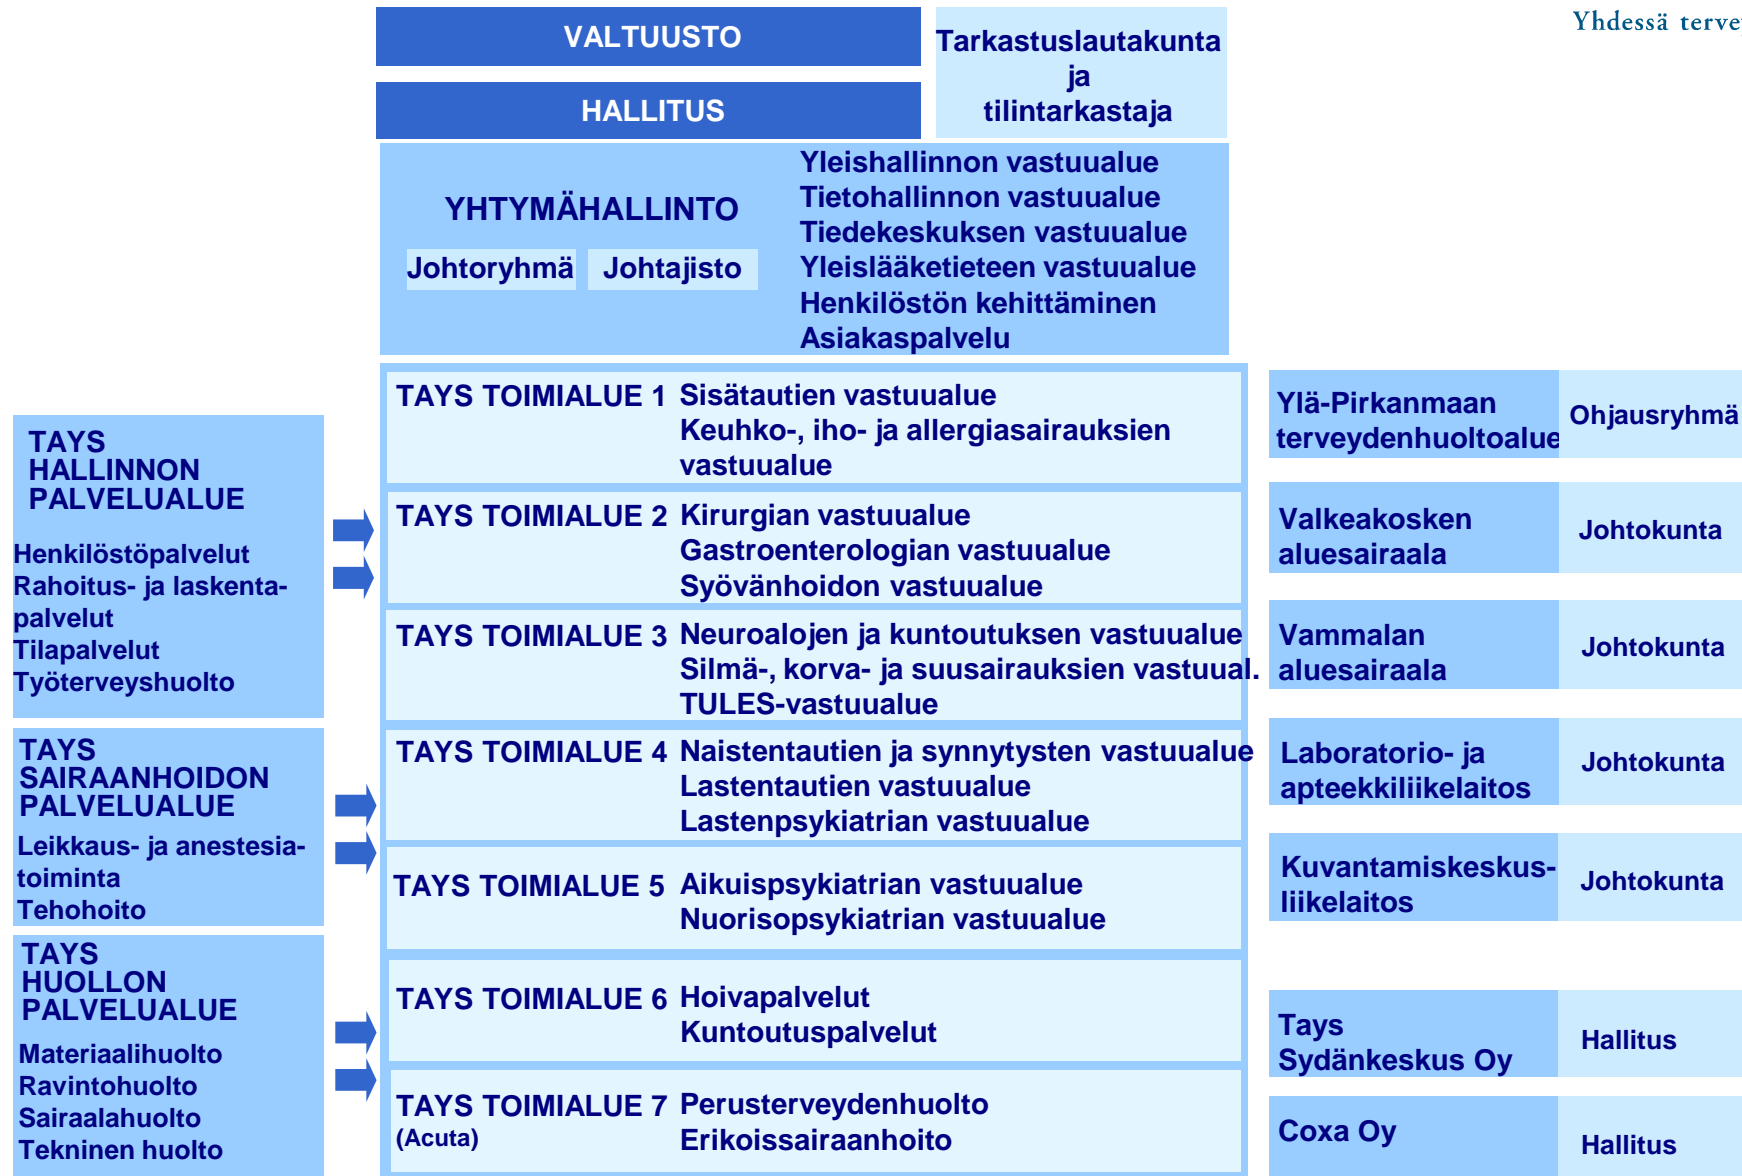 Yhdessä
VALTUUSTO
Tarkastuslautakunta
ja
tilintarkastaja
HALLITUS
YHTYMÄHALLINTO
Johtoryhmä
Johtajisto
Yleishallinnon vastuualue
Tietohallinnon vastuualue
Tiedekeskuksen vastuualue
Yleislääketieteen vastuualue
Henkilöstön kehittäminen
Asiakaspalvelu
TAYS
HALLINNON
PALVELUALUE
Henkilöstöpalvelut
Rahoitus- ja laskenta-
palvelut
Tilapalvelut
Työterveyshuolto
TAYS
SAIRAANHOIDON
PALVELUALUE
Leikkaus- ja anestesia-
toiminta
Tehohoito
TAYS
HUOLLON
PALVELUALUE
Materiaalihuolto
Ravintohuolto
Sairaalahuolto
Tekninen huolto
TAYS TOIMIALUE 1
Sisätautien vastuualue
Keuhko-, iho- ja allergiasairauksien
vastuualue
TAYS TOIMIALUE 2
Kirurgian vastuualue
Gastroenterologian vastuualue
Syövänhoidon vastuualue
TAYS TOIMIALUE 3
Neuroalojen ja kuntoutuksen vastuualue
Silmä-, korva- ja suusairauksien vastuual.
TULES-vastuualue
TAYS TOIMIALUE 4
Naistentautien ja synnytysten vastuualue
Lastentautien vastuualue
Lastenpsykiatrian vastuualue
TAYS TOIMIALUE 5
Aikuispsykiatrian vastuualue
Nuorisopsykiatrian vastuualue
TAYS TOIMIALUE 6
Hoivapalvelut
Kuntoutuspalvelut
TAYS TOIMIALUE 7
(Acuta)
Perusterveydenhuolto
Erikoissairaanhoito
Ylä-Pirkanmaan
terveydenhuoltoalue
Ohjausryhmä
Valkeakosken
aluesairaala
Johtokunta
Vammalan
aluesairaala
Johtokunta
Laboratorio- ja
apteekkiliikelaitos
Johtokunta
Kuvantamiskeskus-
liikelaitos
Johtokunta
Tays
Sydänkeskus Oy
Hallitus
Coxa Oy
Hallitus